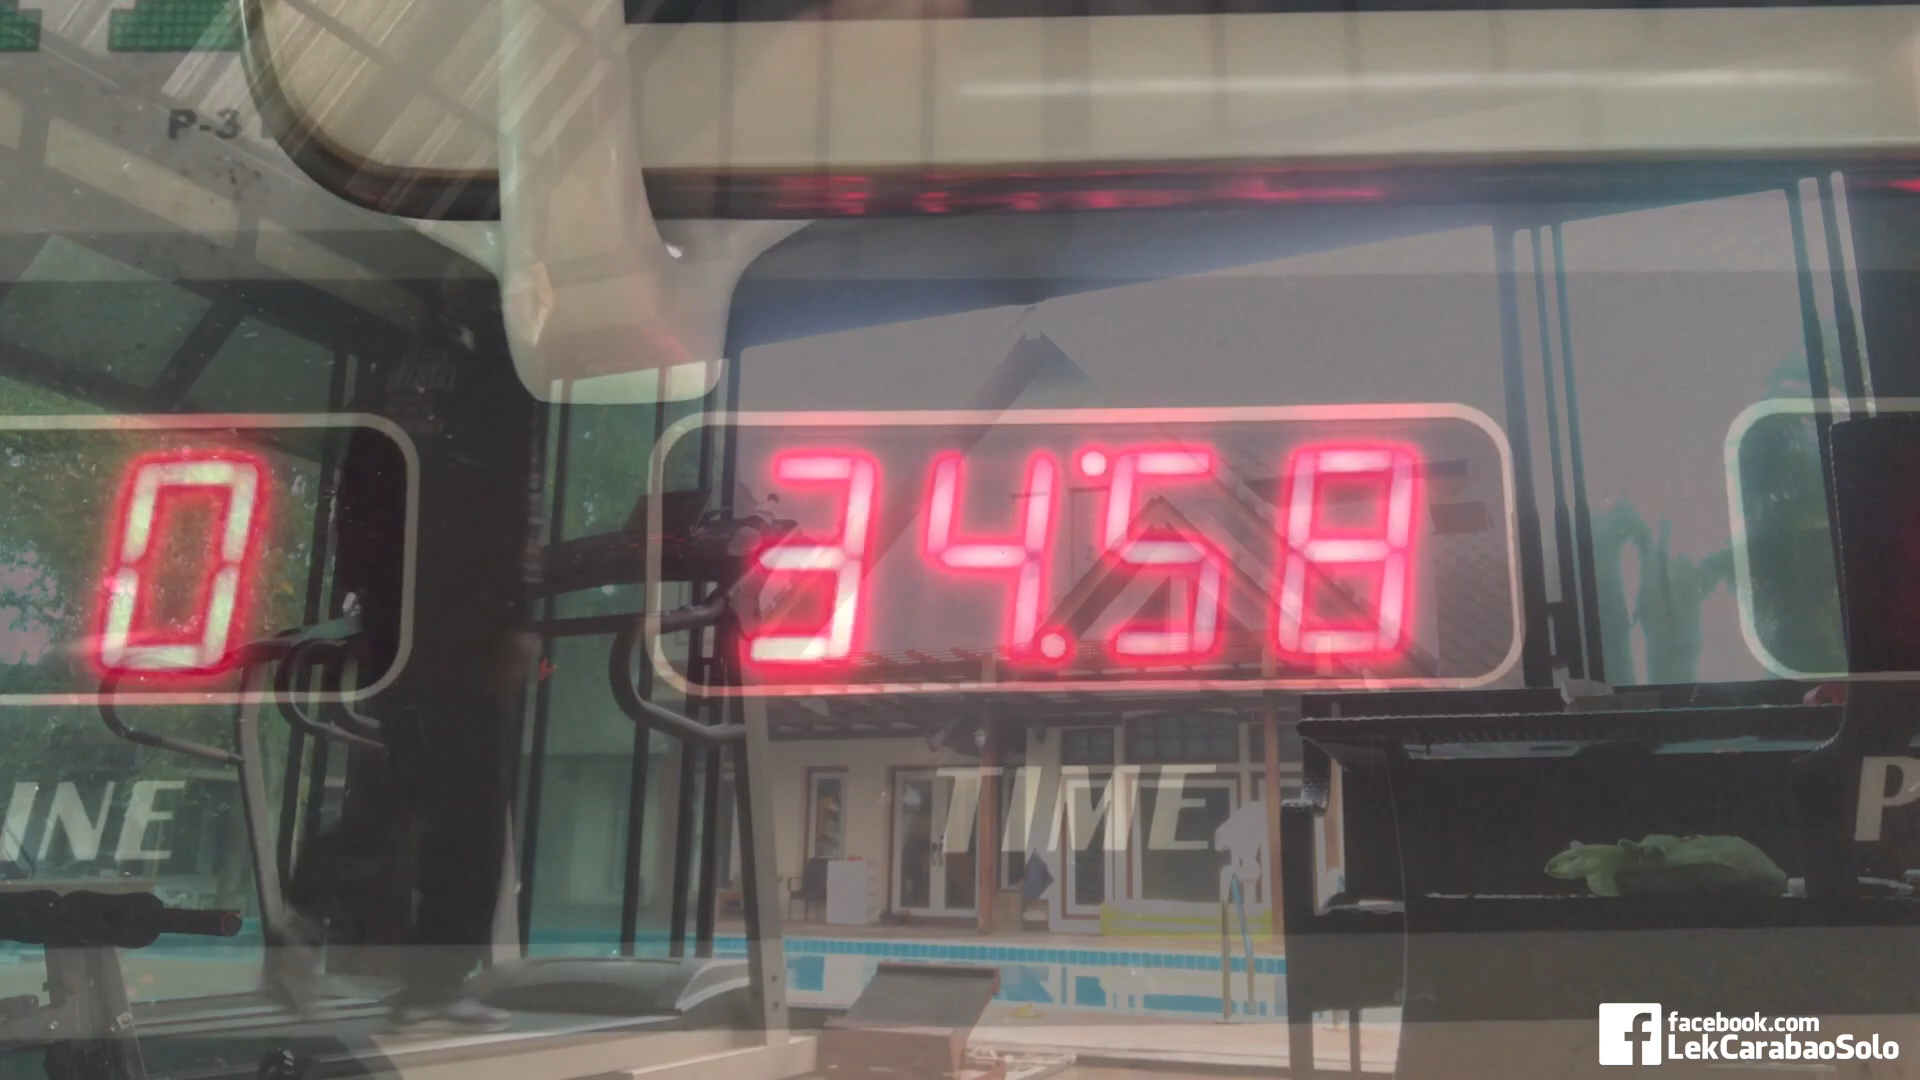 P-3
0
34:58
INE
TIME
P
facebook.com
LekCarabaoSolo